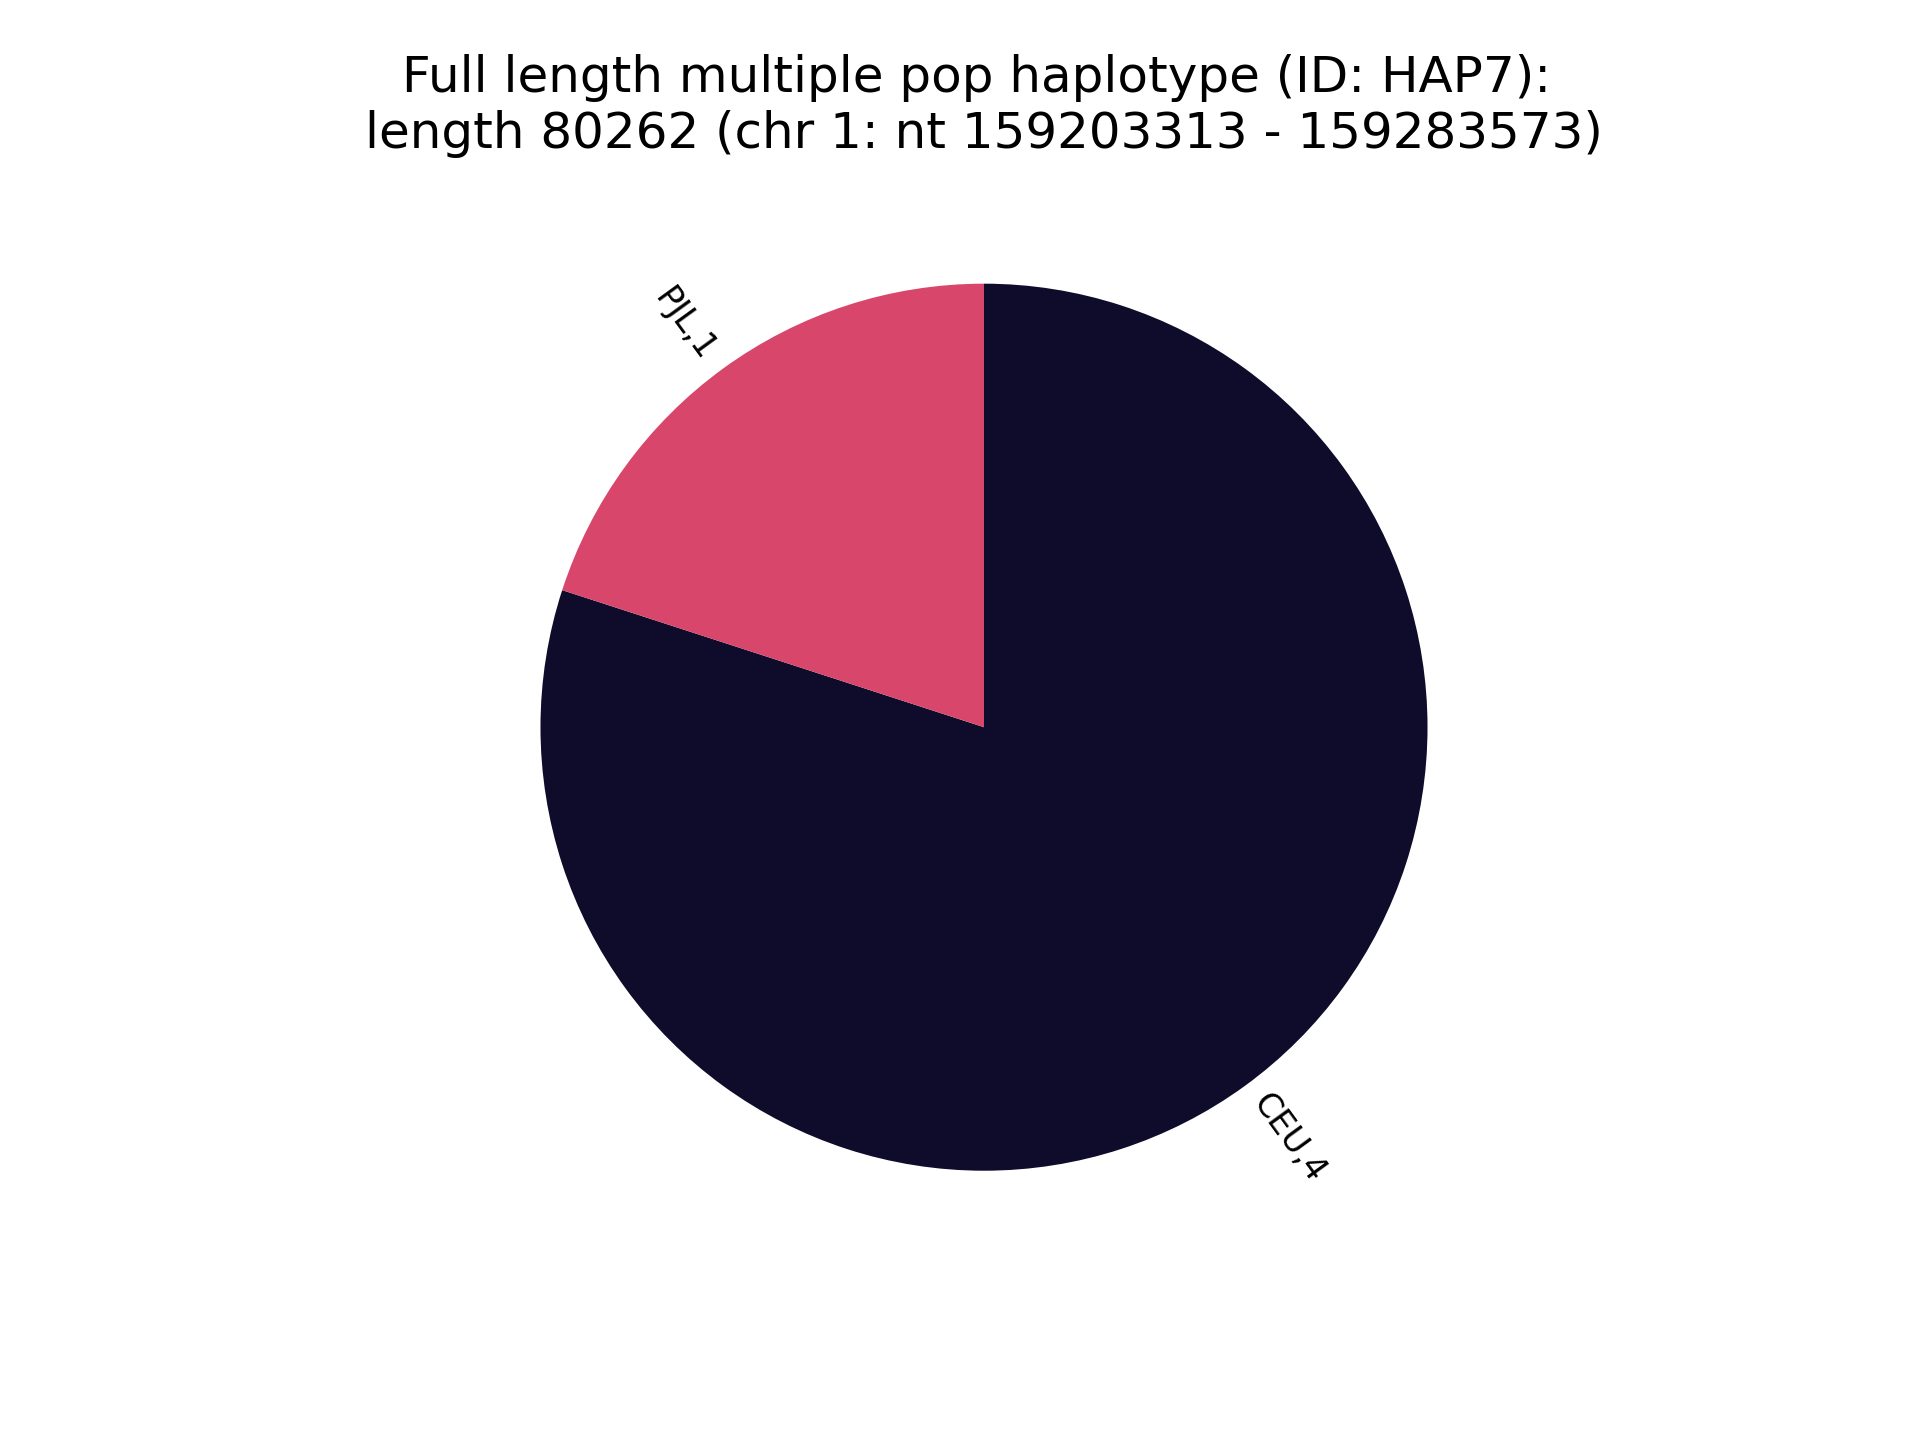 Full length multiple pop haplotype (ID: HAP7):
length 80262 (chr 1: nt 159203313 - 159283573)
PJL,1
CEU,4